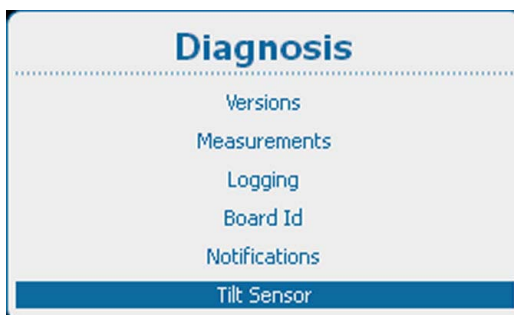 Diagnosis
Versions
Measurements
Logging
Board Id
Notifications
Tilt Sensor